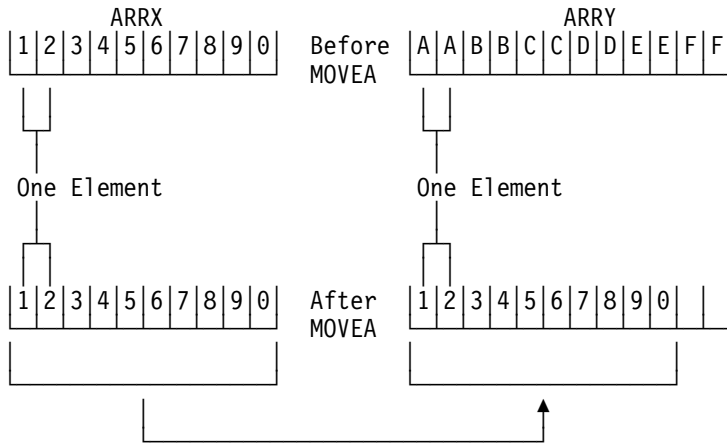 ARRX ARRY
1 2 3 4 5 6 7 8 9 0 Before A A B B C C D D E E F F
MOVEA
One Element One Element
1 2 3 4 5 6 7 8 9 0 After 1 2 3 4 5 6 7 8 9 0
MOVEA